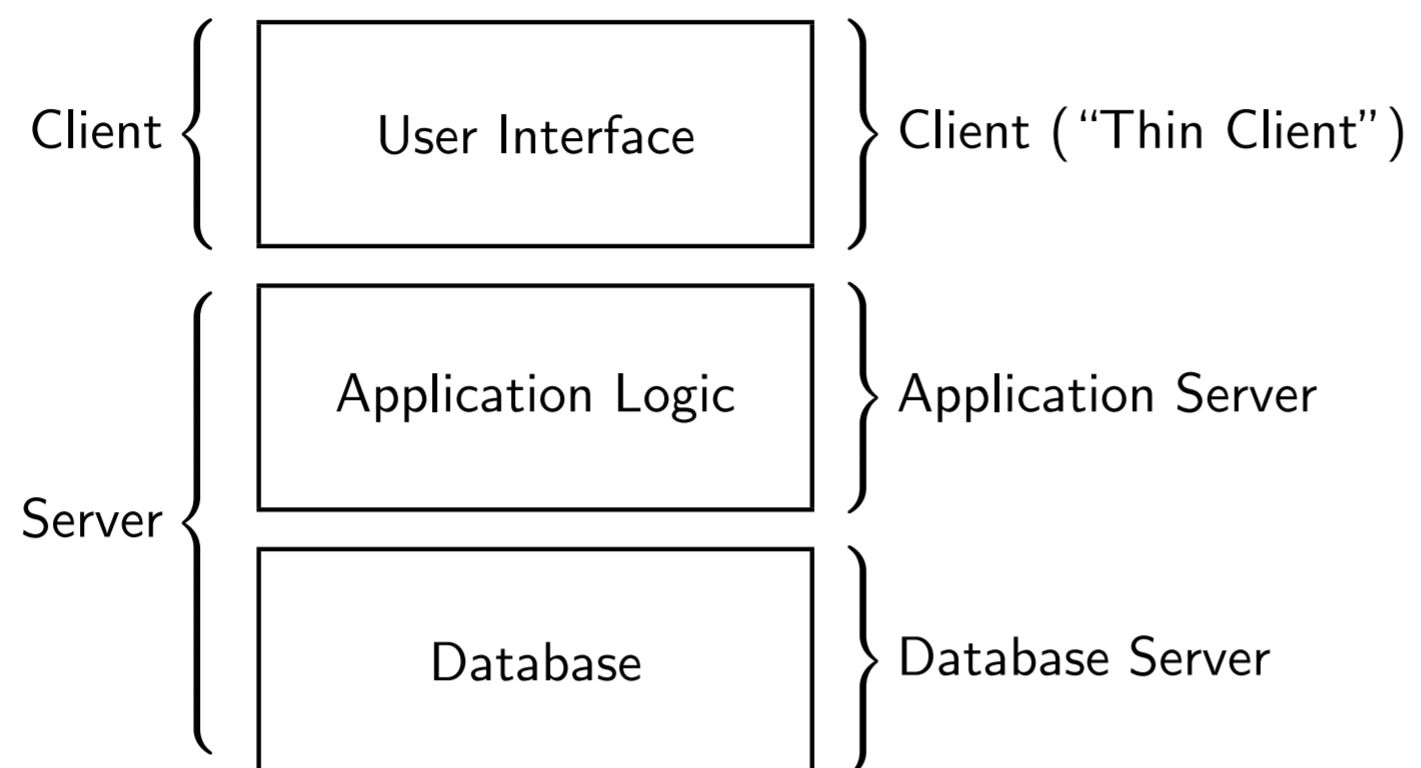 Client
User Interface
Client (“Thin Client”)
Application Logic
Application Server
Server
Database
Database Server